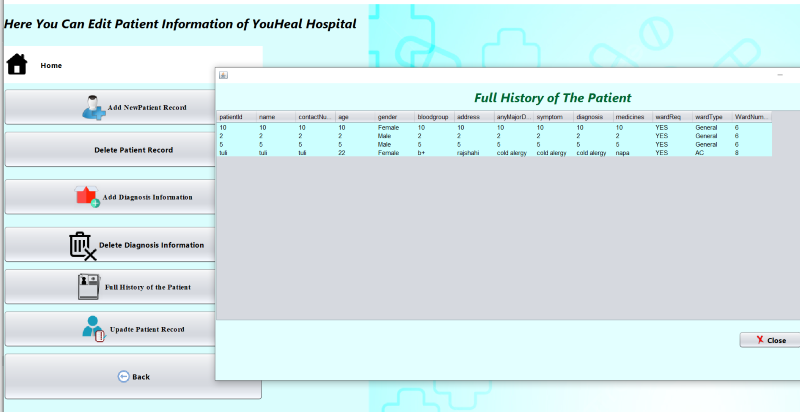 Here You Can Edit Patient Information of YouHeal Hospital
Home
Add NewPatient Record
Delete Patient Record
Add Diagnosis Information
Delete Diagnosis Information
Full History of the Patient
Upadte Patient Record
Back
Full History of The Patient
patientId name contactNu... age gender bloodgroup address anyMajorD... symptom diagnosis medicines wardReq wardType WardNum...
10 10 10 10 Female 10 10 10 10 10 10 YES General 6
2 2 2 2 Male 2 2 2 2 2 2 YES General 6
5 5 5 5 Male 5 5 5 5 5 5 YES General 6
tuli tuli tuli 22 Female b+ rajshahi cold alergy cold alergy cold alergy napa YES AC 8
Close